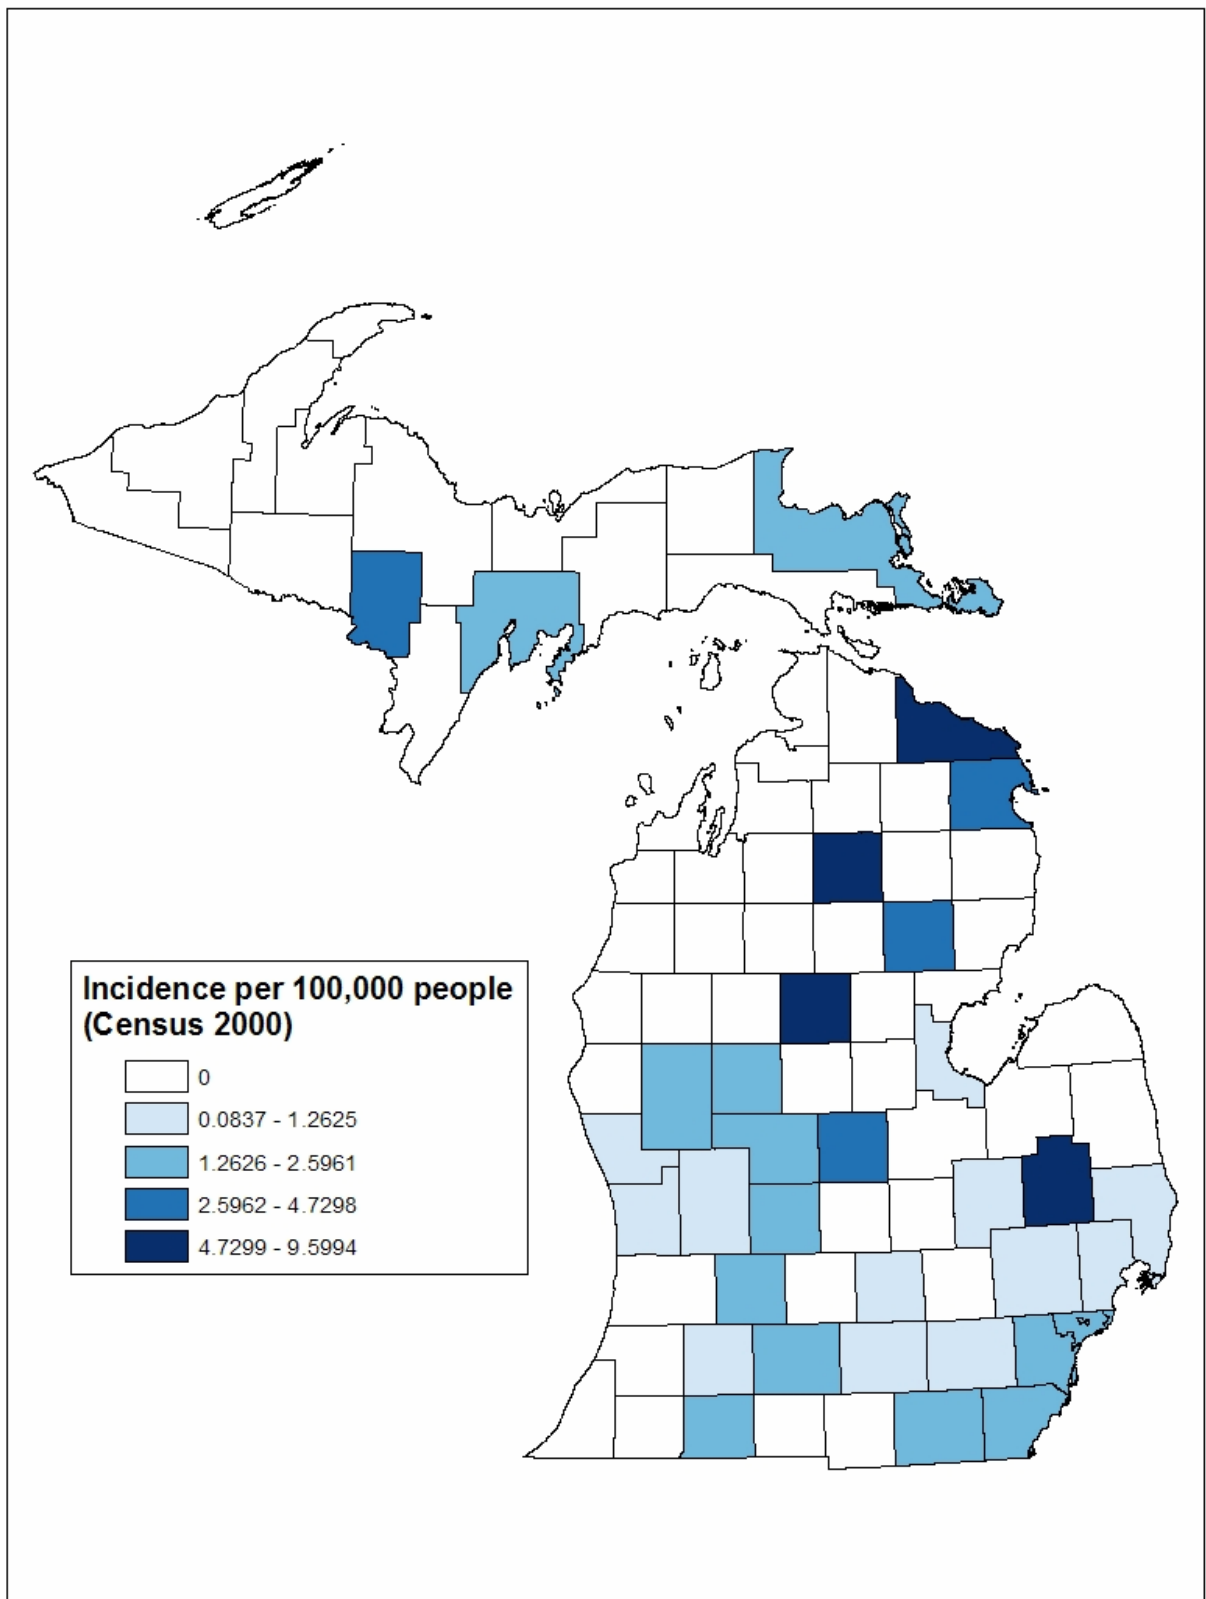 Incidence per 100,000 people
(Census 2000)
0
0.0837 - 1.2625
1.2626 - 2.5961
2.5962 - 4.7298
4.7299 - 9.5994